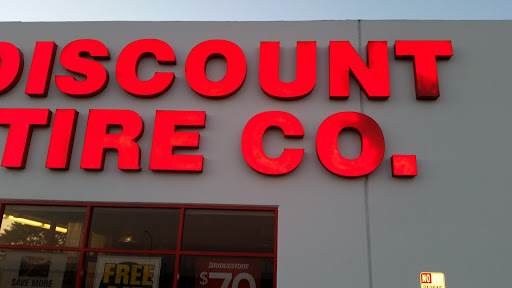 DISCOUNT
TIRE CO.
SAVE MORE
FREE
BRIDGESTONE
$70
NO